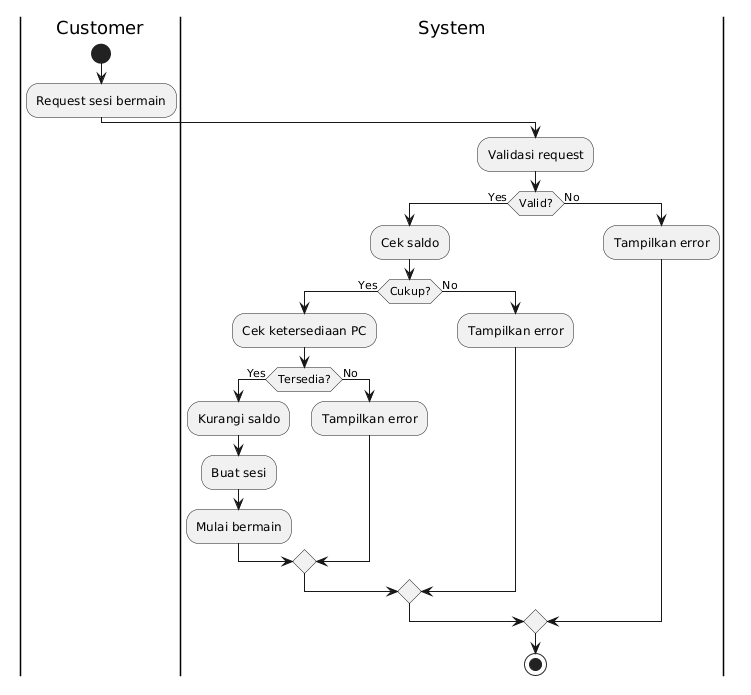 Customer
System
Request sesi bermain
Validasi request
Yes
Valid?
No
Cek saldo
Tampilkan error
Yes
Cukup?
No
Cek ketersediaan PC
Tampilkan error
Yes
Tersedia?
No
Kurangi saldo
Tampilkan error
Buat sesi
Mulai bermain